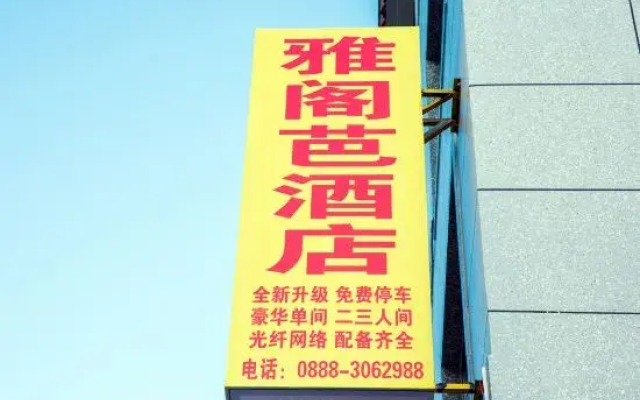 雅阁芭酒店
全新升级 免费停车
豪华单间 二三人间
光纤网络 配备齐全
电话：0888-3062988